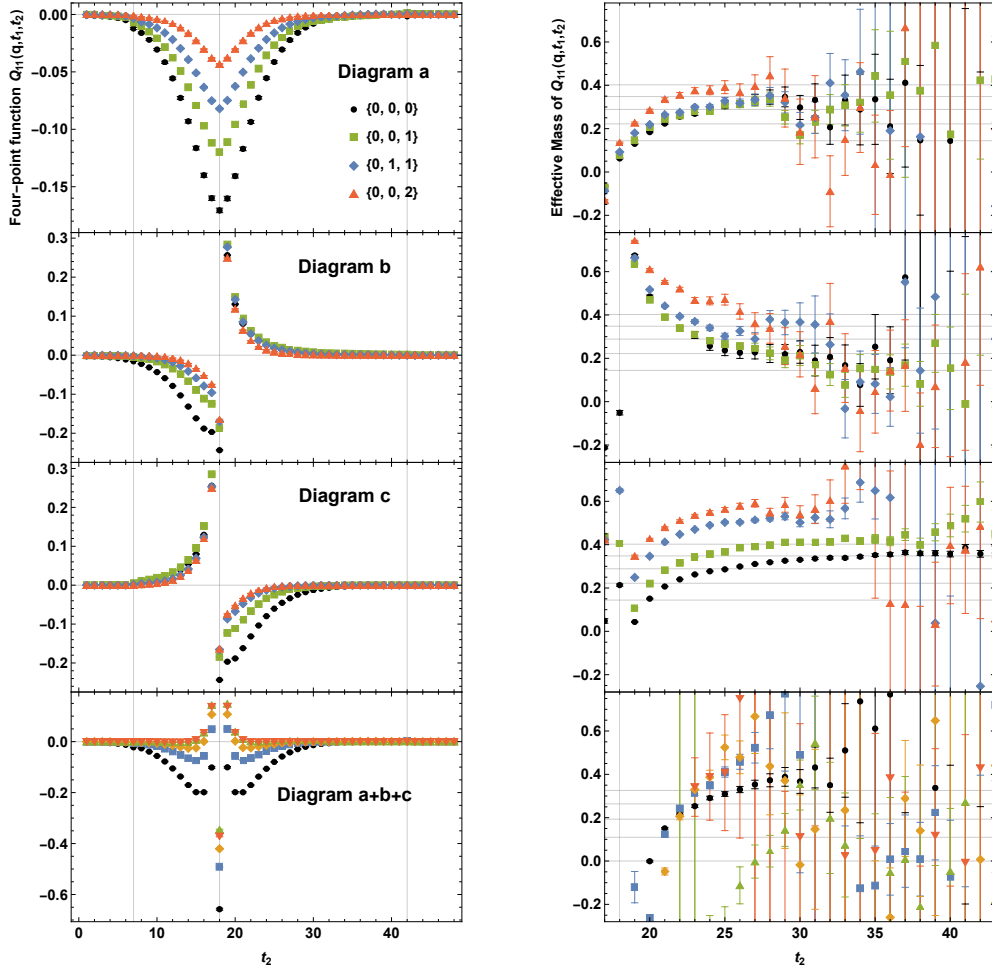 Four-point function Q₁₁(q,t₁,t₂)
0.00
-0.05
-0.10
-0.15
Diagram a
{0, 0, 0}
{0, 0, 1}
{0, 1, 1}
{0, 0, 2}
0.3
0.2
0.1
0.0
-0.1
-0.2
Diagram b
0.3
0.2
0.1
0.0
-0.1
-0.2
Diagram c
0.0
-0.2
-0.4
-0.6
Diagram a+b+c
0 10 20 30 40
t₂
Effective Mass of Q₁₁(q,t₁,t₂)
0.6
0.4
0.2
0.0
-0.2
0.6
0.4
0.2
0.0
-0.2
0.6
0.4
0.2
0.0
-0.2
0.6
0.4
0.2
0.0
-0.2
20 25 30 35 40
t₂